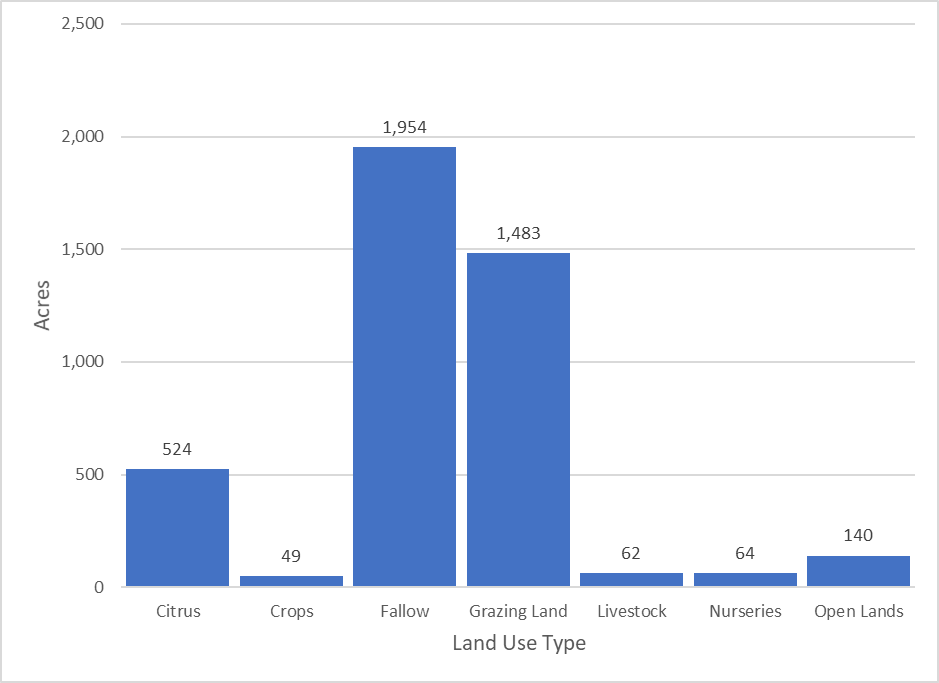 2,500
2,000
1,500
1,000
500
0
Acres
524
49
1,954
1,483
62
64
140
Citrus
Crops
Fallow
Grazing Land
Livestock
Nurseries
Open Lands
Land Use Type